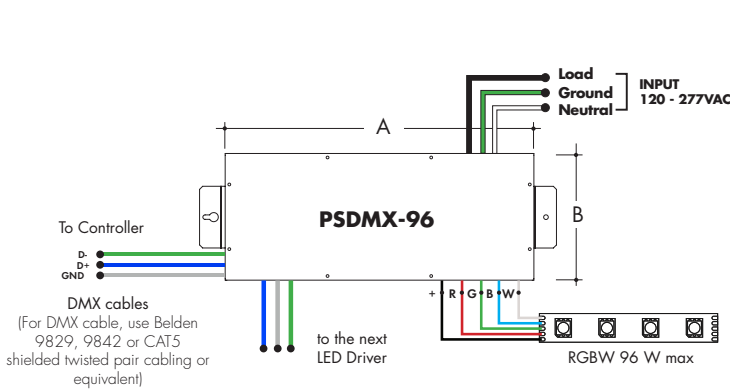 Load
Ground
Neutral
INPUT
120 - 277VAC
A
PSDMX-96
B
To Controller
D-
D+
GND
DMX cables
(For DMX cable, use Belden
9829, 9842 or CAT5
shielded twisted pair cabling or
equivalent)
to the next
LED Driver
+ R G B W
RGBW 96 W max